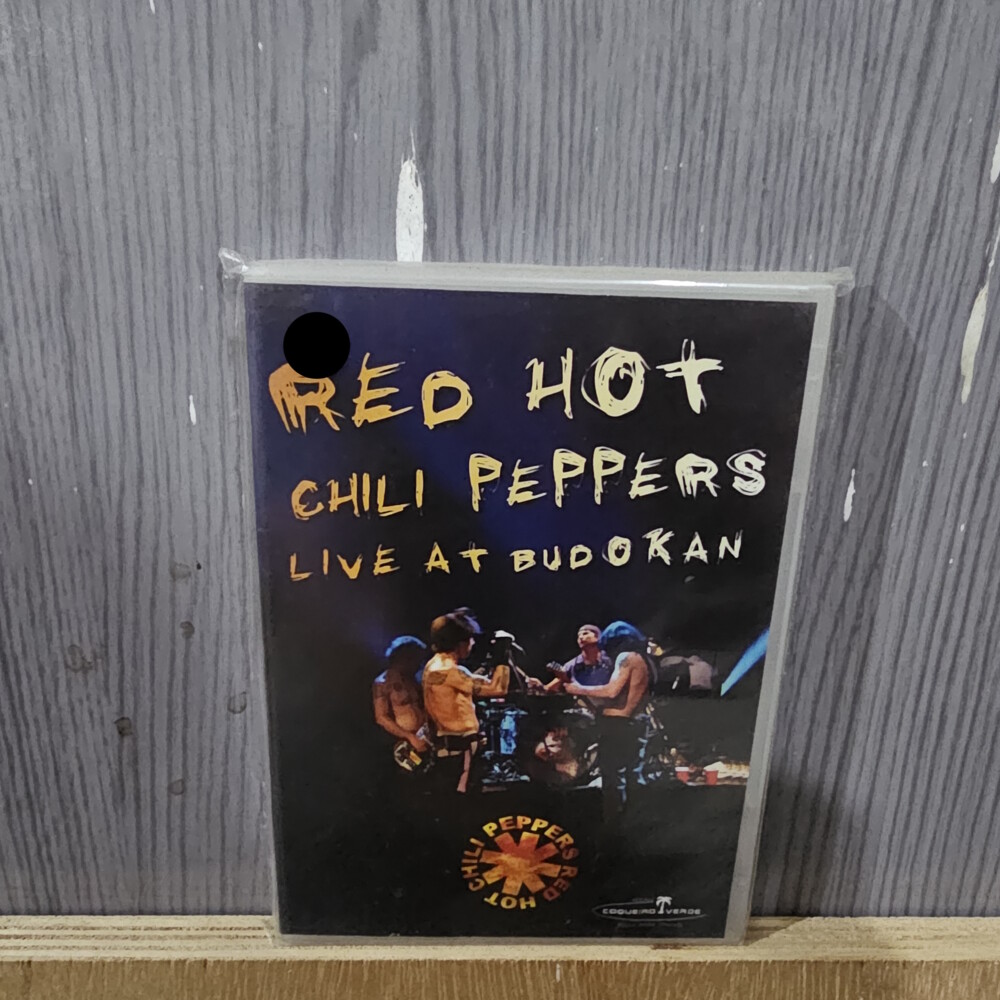 RED HOT
CHILI PEPPERS
LIVE AT BUDOKAN
RED HOT CHILI PEPPERS
COQUEIRO VERDE